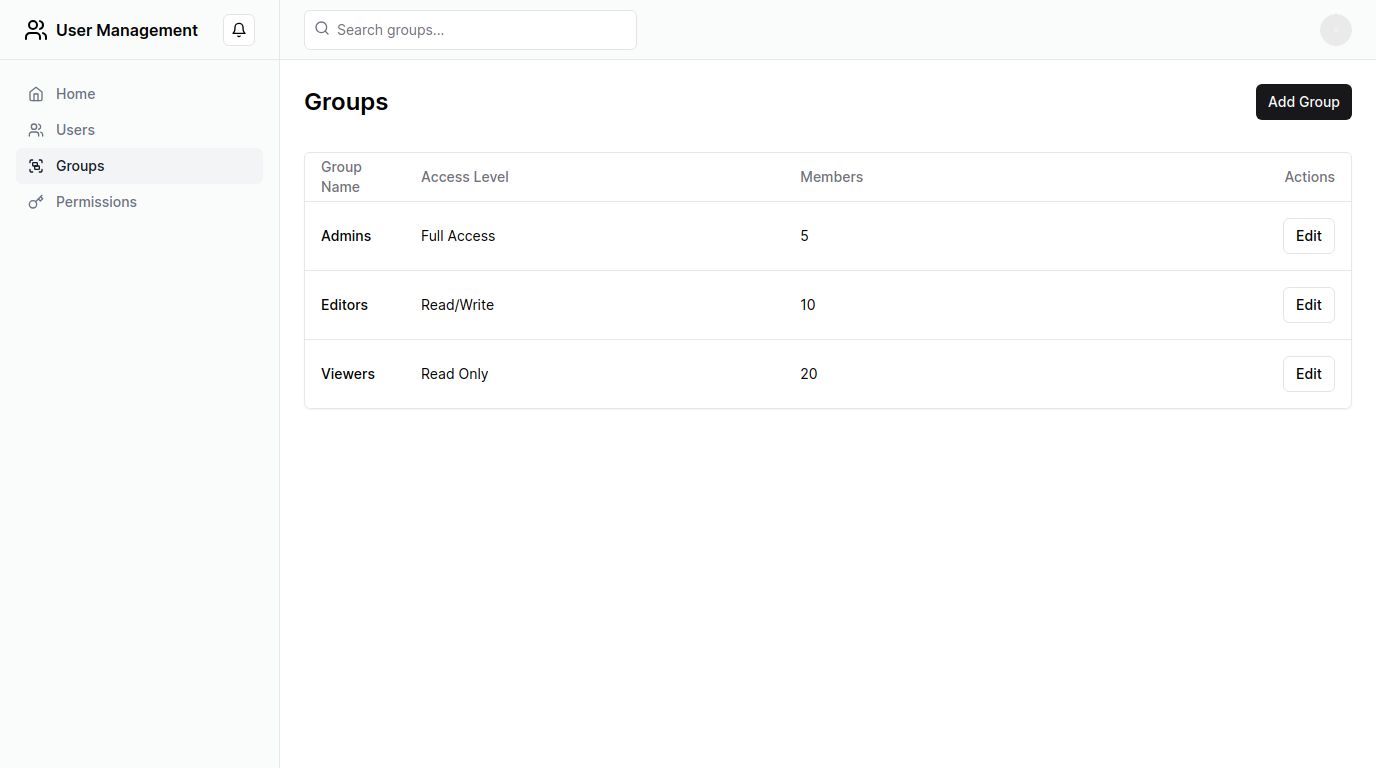 User Management
Search groups...
Home
Users
Groups
Permissions
Groups
Add Group
Group Name Access Level Members Actions
Admins Full Access 5 Edit
Editors Read/Write 10 Edit
Viewers Read Only 20 Edit